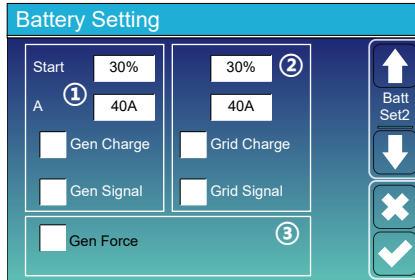 Battery Setting
Start 30% 30% ②
A ① 40A 40A
Gen Charge Grid Charge
Gen Signal Grid Signal
Gen Force ③
Batt
Set2